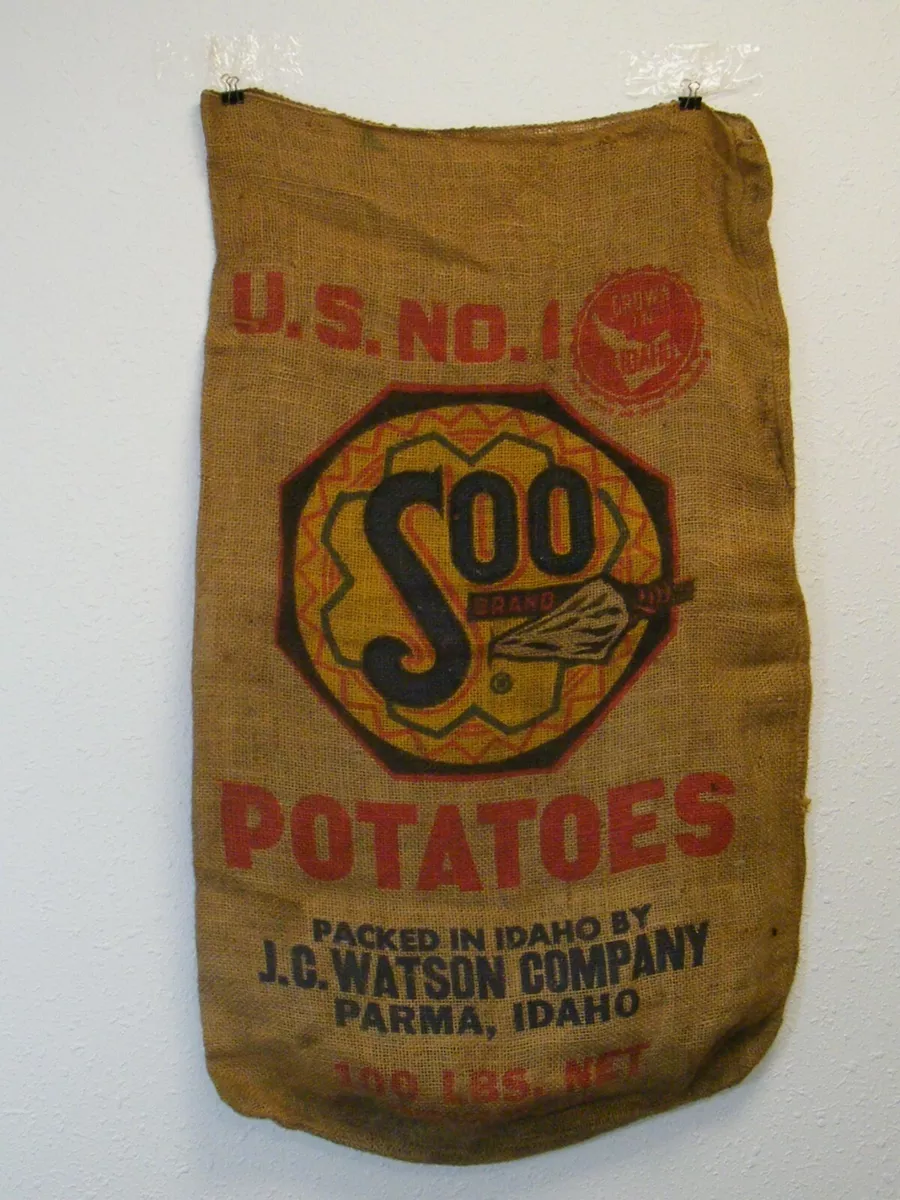 U.S. NO. 1
GROWN
IN
IDAHO
SOO
BRAND
®
POTATOES
PACKED IN IDAHO BY
J.C. WATSON COMPANY
PARMA, IDAHO
100 LBS. NET